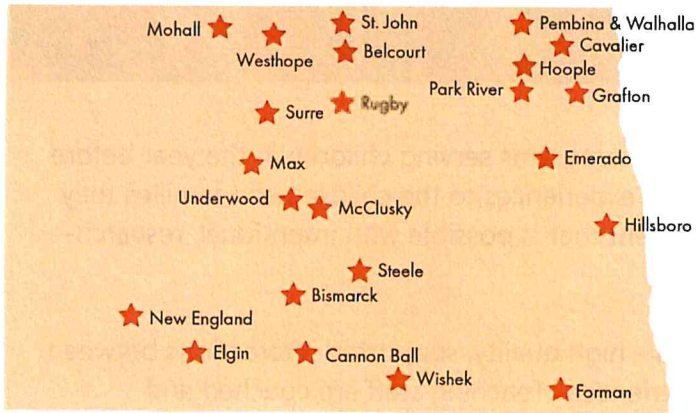 Mohall
St. John
Pembina & Walhalla
Westhope
Belcourt
Cavalier
Hoople
Park River
Grafton
Surre
Rugby
Max
Emerado
Underwood
McClusky
Hillsboro
Steele
Bismarck
New England
Elgin
Cannon Ball
Wishek
Forman